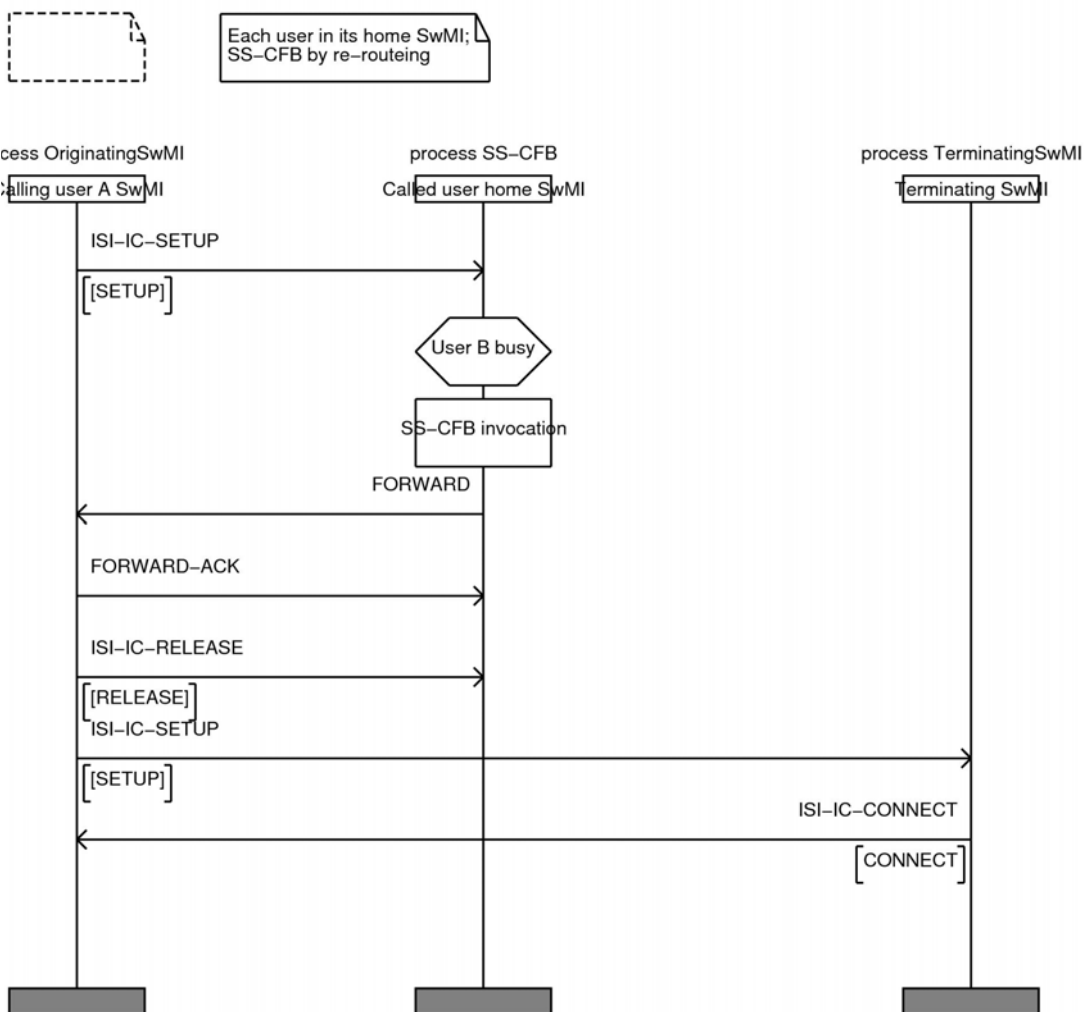 Each user in its home SwMI;
SS–CFB by re–routeing
cess OriginatingSwMI
process SS–CFB
process TerminatingSwMI
Calling user A SwMI
Called user home SwMI
Terminating SwMI
ISI–IC–SETUP
[SETUP]
User B busy
SS–CFB invocation
FORWARD
FORWARD–ACK
ISI–IC–RELEASE
[RELEASE]
ISI–IC–SETUP
[SETUP]
ISI–IC–CONNECT
CONNECT